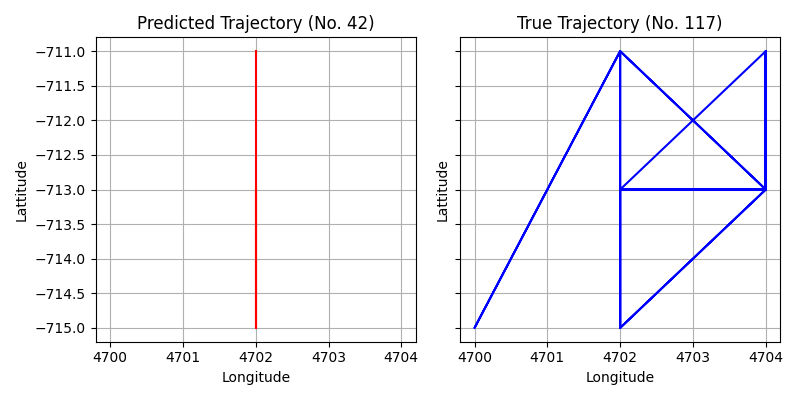 Predicted Trajectory (No. 42)
True Trajectory (No. 117)
−711.0
−711.5
−712.0
−712.5
−713.0
−713.5
−714.0
−714.5
−715.0
Lattitude
Lattitude
4700 4701 4702 4703 4704
4700 4701 4702 4703 4704
Longitude
Longitude